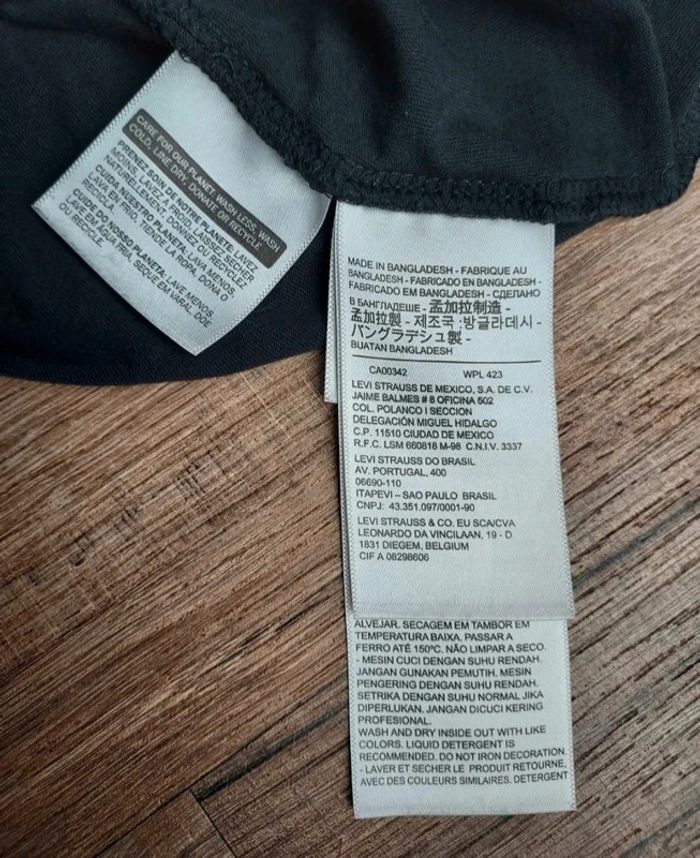 CARE FOR OUR PLANET: WASH LESS, WASH
COLD, LINE DRY, DONATE OR RECYCLE.
PRENEZ SOIN DE NOTRE PLANÈTE: LAVEZ
MOINS, LAVEZ À FROID, LAISSEZ SÉCHER
NATURELLEMENT, DONNEZ OU RECYCLEZ
CUIDA NUESTRO PLANETA: LAVA MENOS,
LAVA EN FRIO, TIENDE LA ROPA, DONA O
RECICLA.
GUIDE DO NOSSO PLANETA: LAVE MENOS,
LAVE EM ÁGUA FRIA, SEQUE EM VARAL, DOE
OU RECICLE.
MADE IN BANGLADESH - FABRIQUE AU
BANGLADESH - FABRICADO EN BANGLADESH -
FABRICADO EM BANGLADESH - СДЕЛАНО
В БАНГЛАДЕШЕ - 孟加拉制造 -
孟加拉製 - 제조국 :방글라데시 -
バングラデシュ製 -
BUATAN BANGLADESH
CA00342 WPL 423
LEVI STRAUSS DE MEXICO, S.A. DE C.V.
JAIME BALMES # 8 OFICINA 502
COL. POLANCO I SECCION
DELEGACIÓN MIGUEL HIDALGO
C.P. 11510 CIUDAD DE MEXICO
R.F.C. LSM 660818 M-98 C.N.I.V. 3337
LEVI STRAUSS DO BRASIL
AV. PORTUGAL, 400
06690-110
ITAPEVI – SAO PAULO BRASIL
CNPJ: 43.351.097/0001-90
LEVI STRAUSS & CO. EU SCA/CVA
LEONARDO DA VINCILAAN, 19 - D
1831 DIEGEM, BELGIUM
CIF A 08298606
ALVEJAR. SECAGEM EM TAMBOR EM
TEMPERATURA BAIXA. PASSAR A
FERRO ATÉ 150ºC. NÃO LIMPAR A SECO.
- MESIN CUCI DENGAN SUHU RENDAH.
JANGAN GUNAKAN PEMUTIH. MESIN
PENGERING DENGAN SUHU RENDAH.
SETRIKA DENGAN SUHU NORMAL JIKA
DIPERLUKAN. JANGAN DICUCI KERING
PROFESIONAL.
WASH AND DRY INSIDE OUT WITH LIKE
COLORS. LIQUID DETERGENT IS
RECOMMENDED. DO NOT IRON DECORATION.
- LAVER ET SECHER LE PRODUIT RETOURNE,
AVEC DES COULEURS SIMILAIRES. DETERGENT